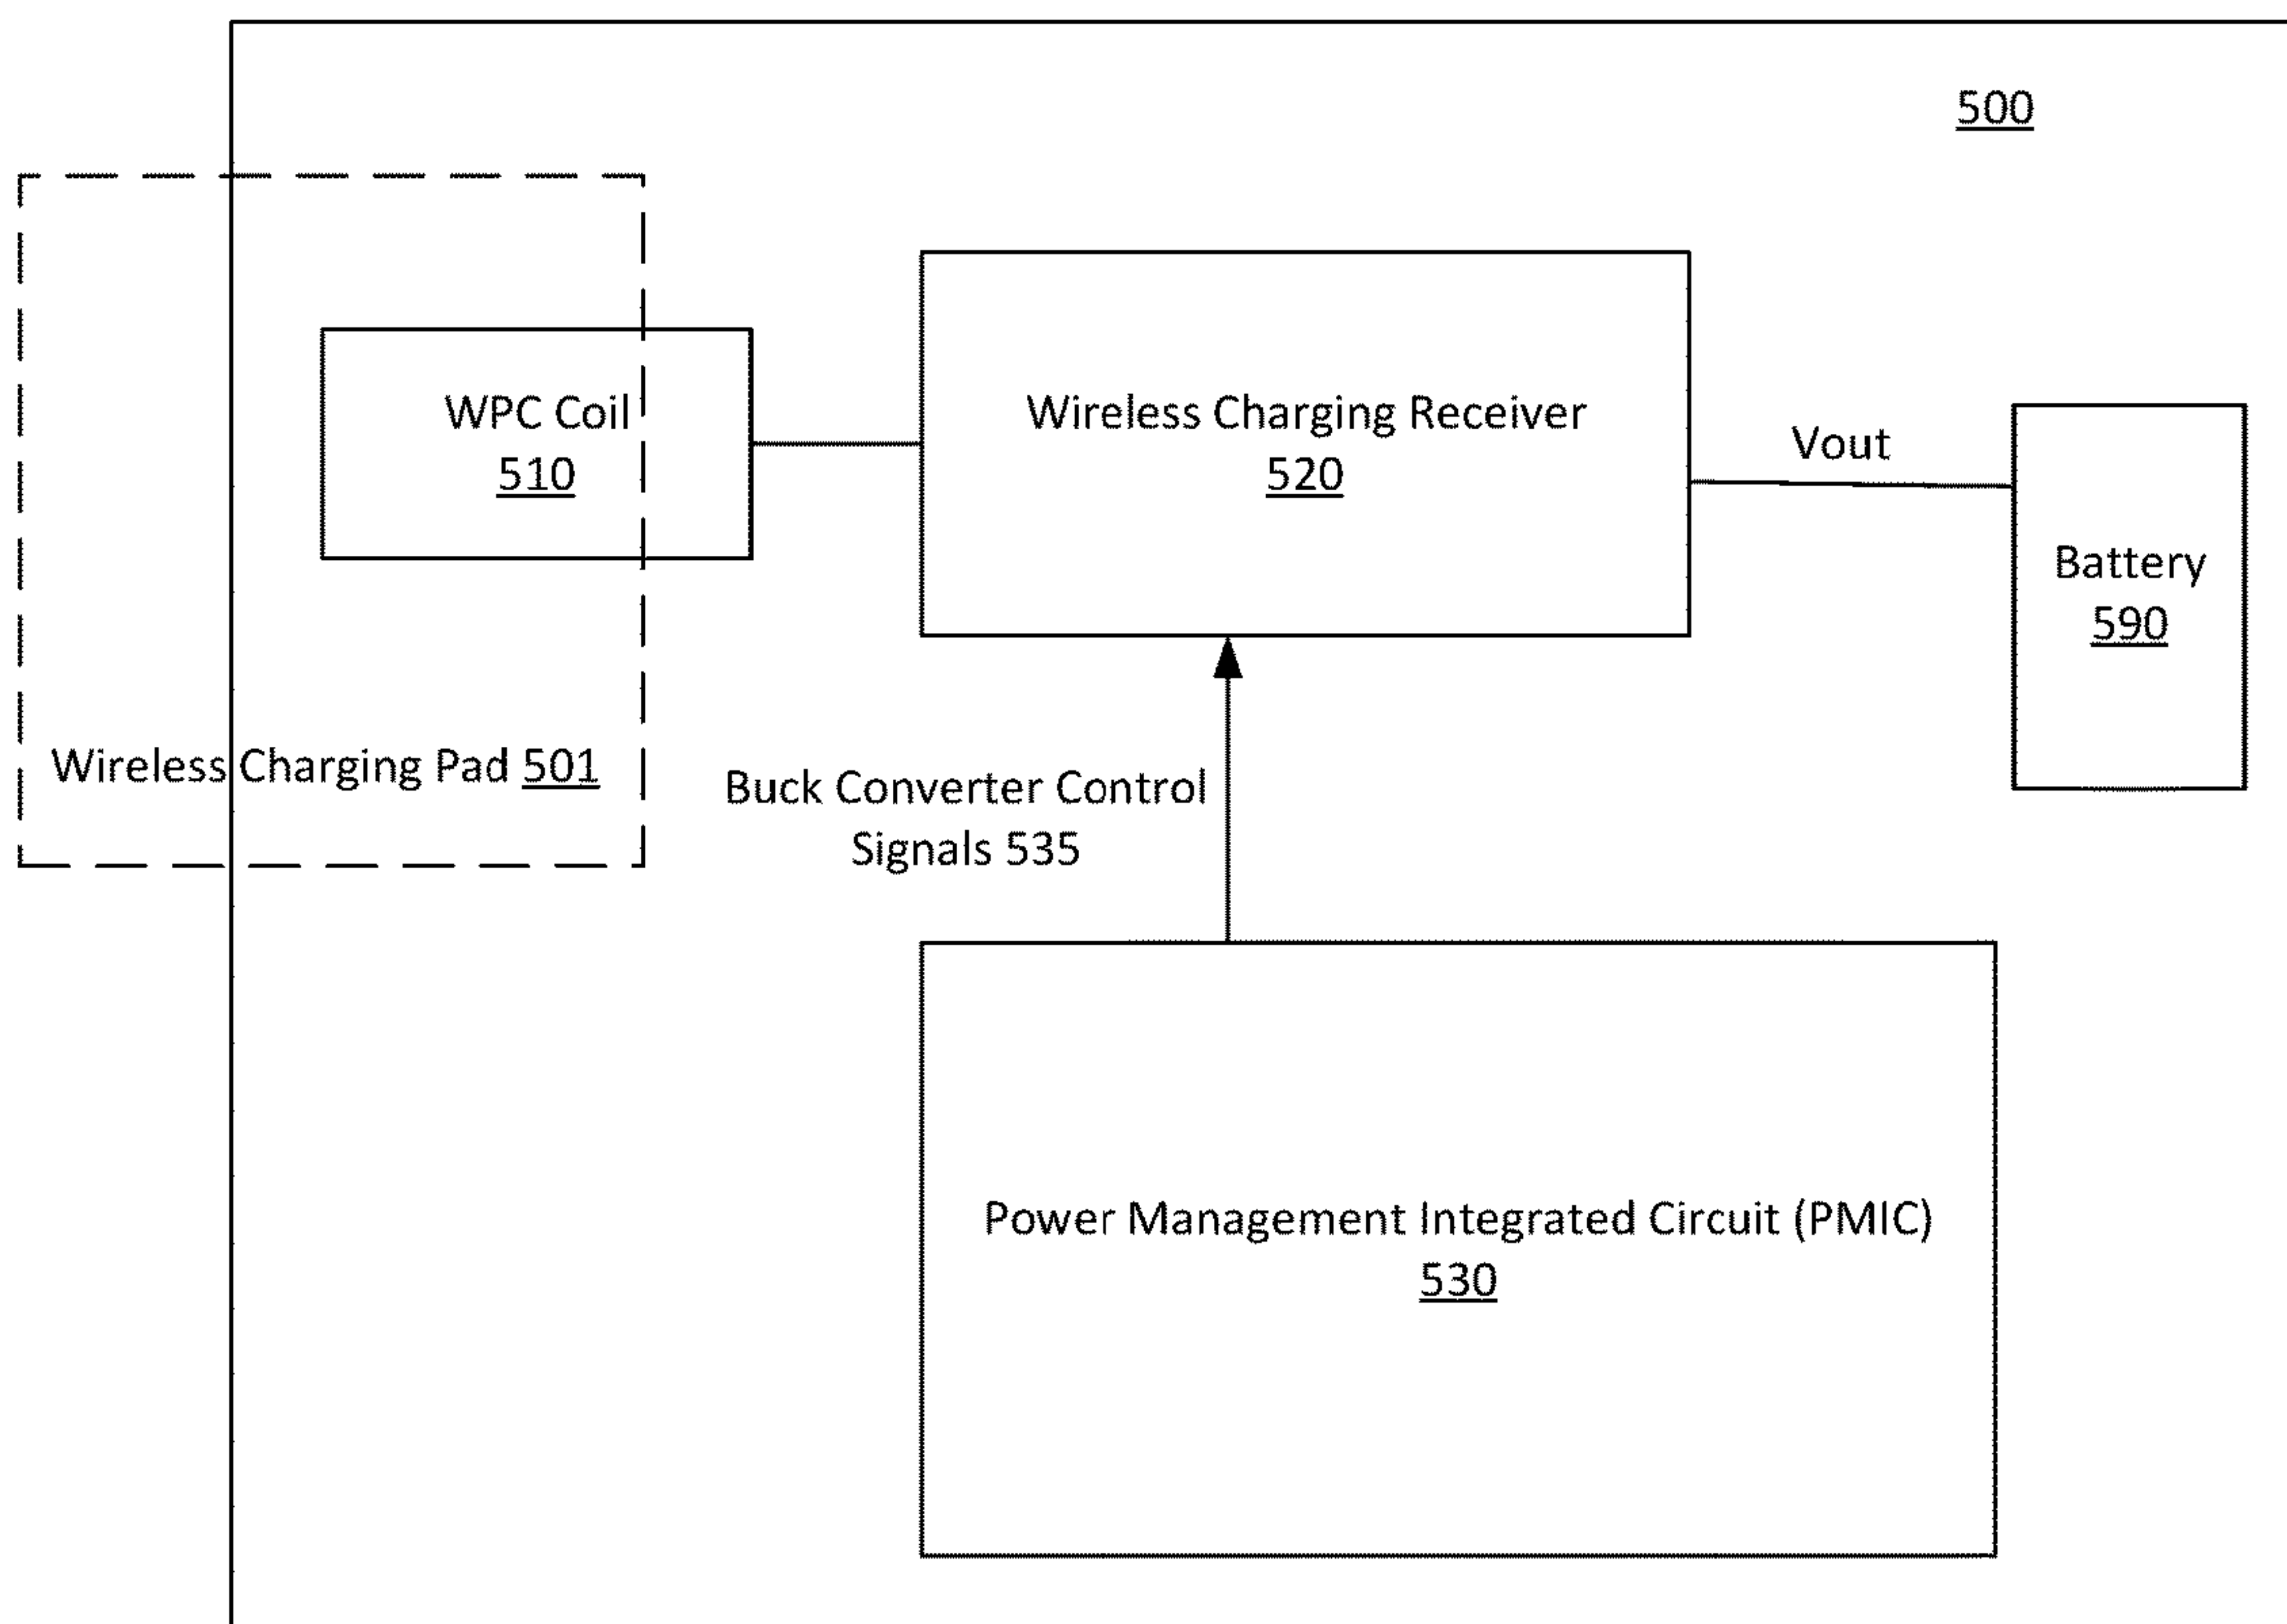 500
WPC Coil
510
Wireless Charging Receiver
520
Vout
Battery
590
Wireless Charging Pad 501
Buck Converter Control
Signals 535
Power Management Integrated Circuit (PMIC)
530